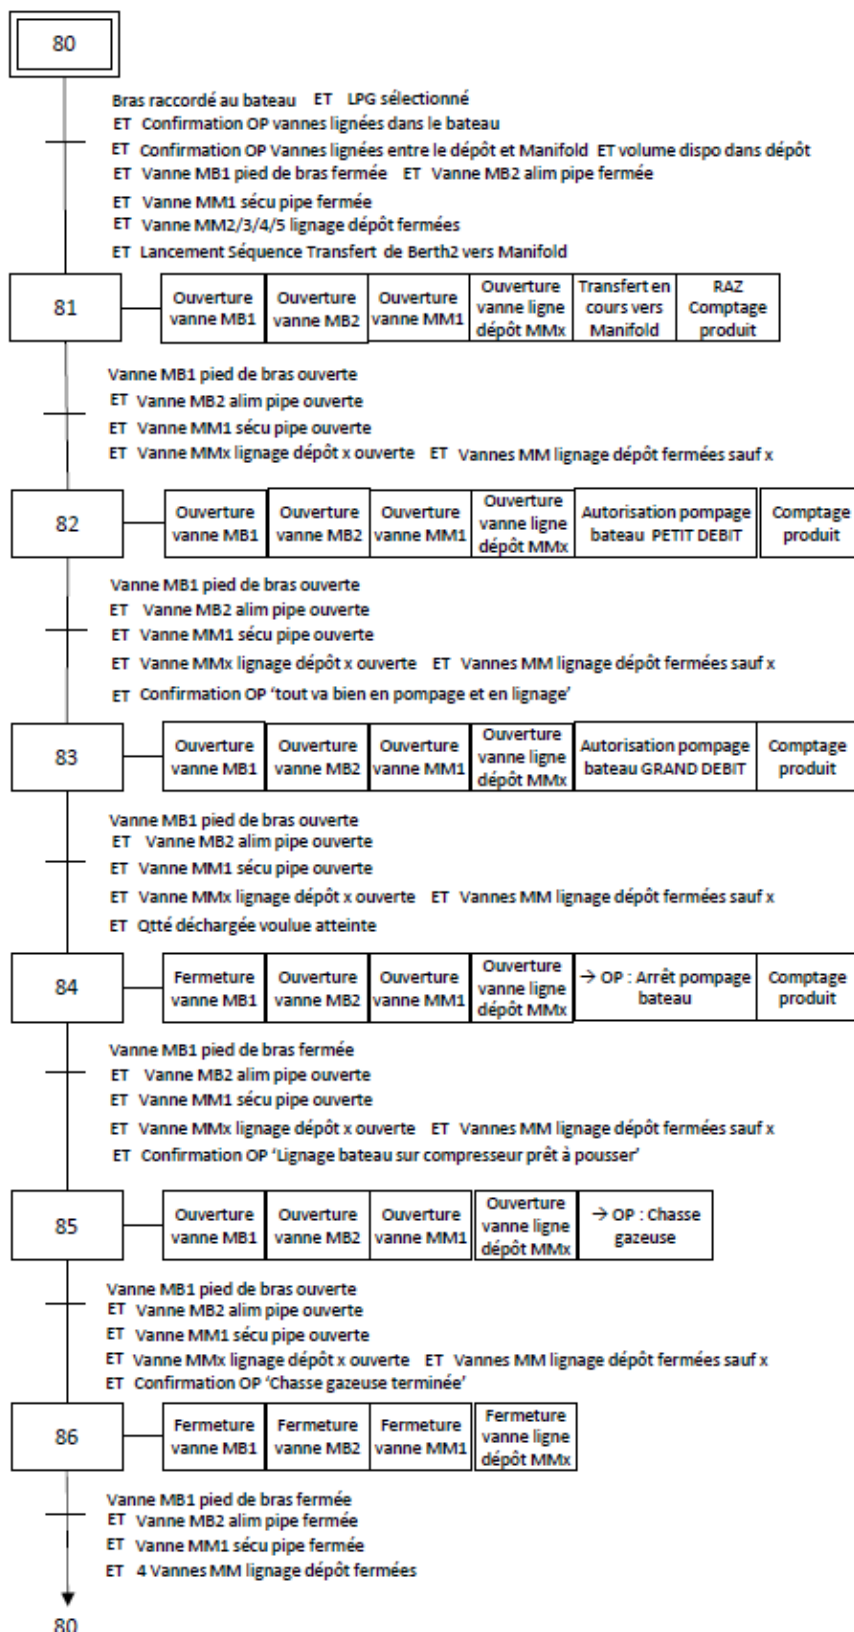 80
Bras raccordé au bateau ET LPG sélectionné
ET Confirmation OP vannes lignées dans le bateau
ET Confirmation OP Vannes lignées entre le dépôt et Manifold ET volume dispo dans dépôt
ET Vanne MB1 pied de bras fermée ET Vanne MB2 alim pipe fermée
ET Vanne MM1 sécu pipe fermée
ET Vanne MM2/3/4/5 lignage dépôt fermées
ET Lancement Séquence Transfert de Berth2 vers Manifold
81
Ouverture
vanne MB1
Ouverture
vanne MB2
Ouverture
vanne MM1
Ouverture
vanne ligne
dépôt MMx
Transfert en
cours vers
Manifold
RAZ
Comptage
produit
Vanne MB1 pied de bras ouverte
ET Vanne MB2 alim pipe ouverte
ET Vanne MM1 sécu pipe ouverte
ET Vanne MMx lignage dépôt x ouverte ET Vannes MM lignage dépôt fermées sauf x
82
Ouverture
vanne MB1
Ouverture
vanne MB2
Ouverture
vanne MM1
Ouverture
vanne ligne
dépôt MMx
Autorisation pompage
bateau PETIT DEBIT
Comptage
produit
Vanne MB1 pied de bras ouverte
ET Vanne MB2 alim pipe ouverte
ET Vanne MM1 sécu pipe ouverte
ET Vanne MMx lignage dépôt x ouverte ET Vannes MM lignage dépôt fermées sauf x
ET Confirmation OP ‘tout va bien en pompage et en lignage’
83
Ouverture
vanne MB1
Ouverture
vanne MB2
Ouverture
vanne MM1
Ouverture
vanne ligne
dépôt MMx
Autorisation pompage
bateau GRAND DEBIT
Comptage
produit
Vanne MB1 pied de bras ouverte
ET Vanne MB2 alim pipe ouverte
ET Vanne MM1 sécu pipe ouverte
ET Vanne MMx lignage dépôt x ouverte ET Vannes MM lignage dépôt fermées sauf x
ET Qtté déchargée voulue atteinte
84
Fermeture
vanne MB1
Ouverture
vanne MB2
Ouverture
vanne MM1
Ouverture
vanne ligne
dépôt MMx
→ OP : Arrêt pompage
bateau
Comptage
produit
Vanne MB1 pied de bras fermée
ET Vanne MB2 alim pipe ouverte
ET Vanne MM1 sécu pipe ouverte
ET Vanne MMx lignage dépôt x ouverte ET Vannes MM lignage dépôt fermées sauf x
ET Confirmation OP ‘Lignage bateau sur compresseur prêt à pousser’
85
Ouverture
vanne MB1
Ouverture
vanne MB2
Ouverture
vanne MM1
Ouverture
vanne ligne
dépôt MMx
→ OP : Chasse
gazeuse
Vanne MB1 pied de bras ouverte
ET Vanne MB2 alim pipe ouverte
ET Vanne MM1 sécu pipe ouverte
ET Vanne MMx lignage dépôt x ouverte ET Vannes MM lignage dépôt fermées sauf x
ET Confirmation OP ‘Chasse gazeuse terminée’
86
Fermeture
vanne MB1
Fermeture
vanne MB2
Fermeture
vanne MM1
Fermeture
vanne ligne
dépôt MMx
Vanne MB1 pied de bras fermée
ET Vanne MB2 alim pipe fermée
ET Vanne MM1 sécu pipe fermée
ET 4 Vannes MM lignage dépôt fermées
80